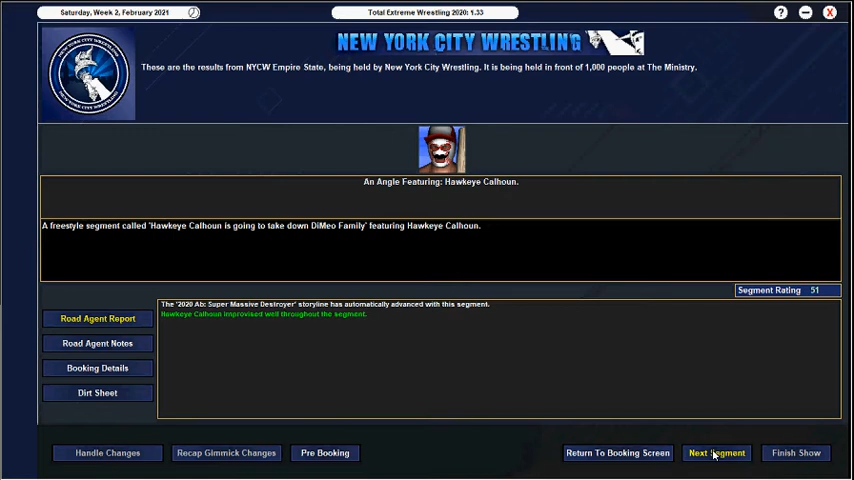 Saturday, Week 2, February 2021
Total Extreme Wrestling 2020: 1.33
?
X
NEW YORK CITY WRESTLING
These are the results from NYCW Empire State, being held by New York City Wrestling. It is being held in front of 1,000 people at The Ministry.
An Angle Featuring: Hawkeye Calhoun.
A freestyle segment called 'Hawkeye Calhoun is going to take down DiMeo Family' featuring Hawkeye Calhoun.
Segment Rating 51
The '2020 Ab: Super Massive Destroyer' storyline has automatically advanced with this segment.
Hawkeye Calhoun improvised well throughout the segment.
Road Agent Report
Road Agent Notes
Booking Details
Dirt Sheet
Handle Changes
Recap Gimmick Changes
Pre Booking
Return To Booking Screen
Next Segment
Finish Show